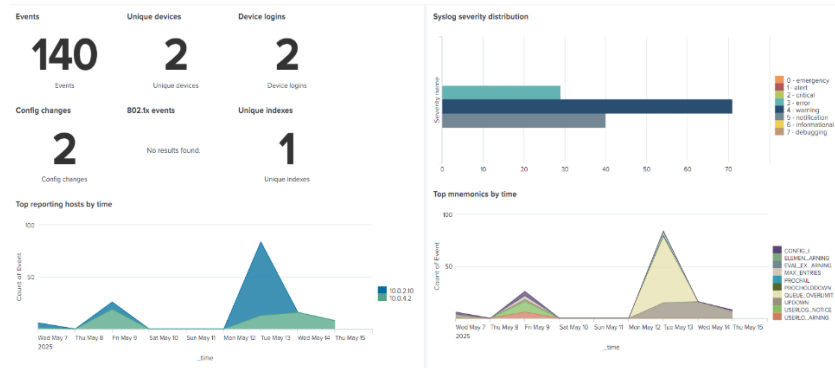 Events
Unique devices
Device logins
140
2
2
Events
Unique devices
Device logins
Config changes
802.1x events
Unique indexes
2
No results found.
1
Config changes
Unique indexes
Top reporting hosts by time
100
50
Count of Event
Wed May 7
2025
Thu May 8
Fri May 9
Sat May 10
Sun May 11
Mon May 12
Tue May 13
Wed May 14
Thu May 15
_time
10.0.2.10
10.0.4.2
Syslog severity distribution
Severity name
0
10
20
30
40
50
60
70
0 - emergency
1 - alert
2 - critical
3 - error
4 - warning
5 - notification
6 - informational
7 - debugging
Top mnemonics by time
100
50
Count of Event
Wed May 7
2025
Thu May 8
Fri May 9
Sat May 10
Sun May 11
Mon May 12
Tue May 13
Wed May 14
Thu May 15
_time
CONFIG_I
ELEMEN...ARNING
EVAL_EX...ARNING
MAX_ENTRIES
PROCFAIL
PROCHOLDDOWN
QUEUE_OVERLIMIT
UPDOWN
USERLOG_NOTICE
USERLO...ARNING